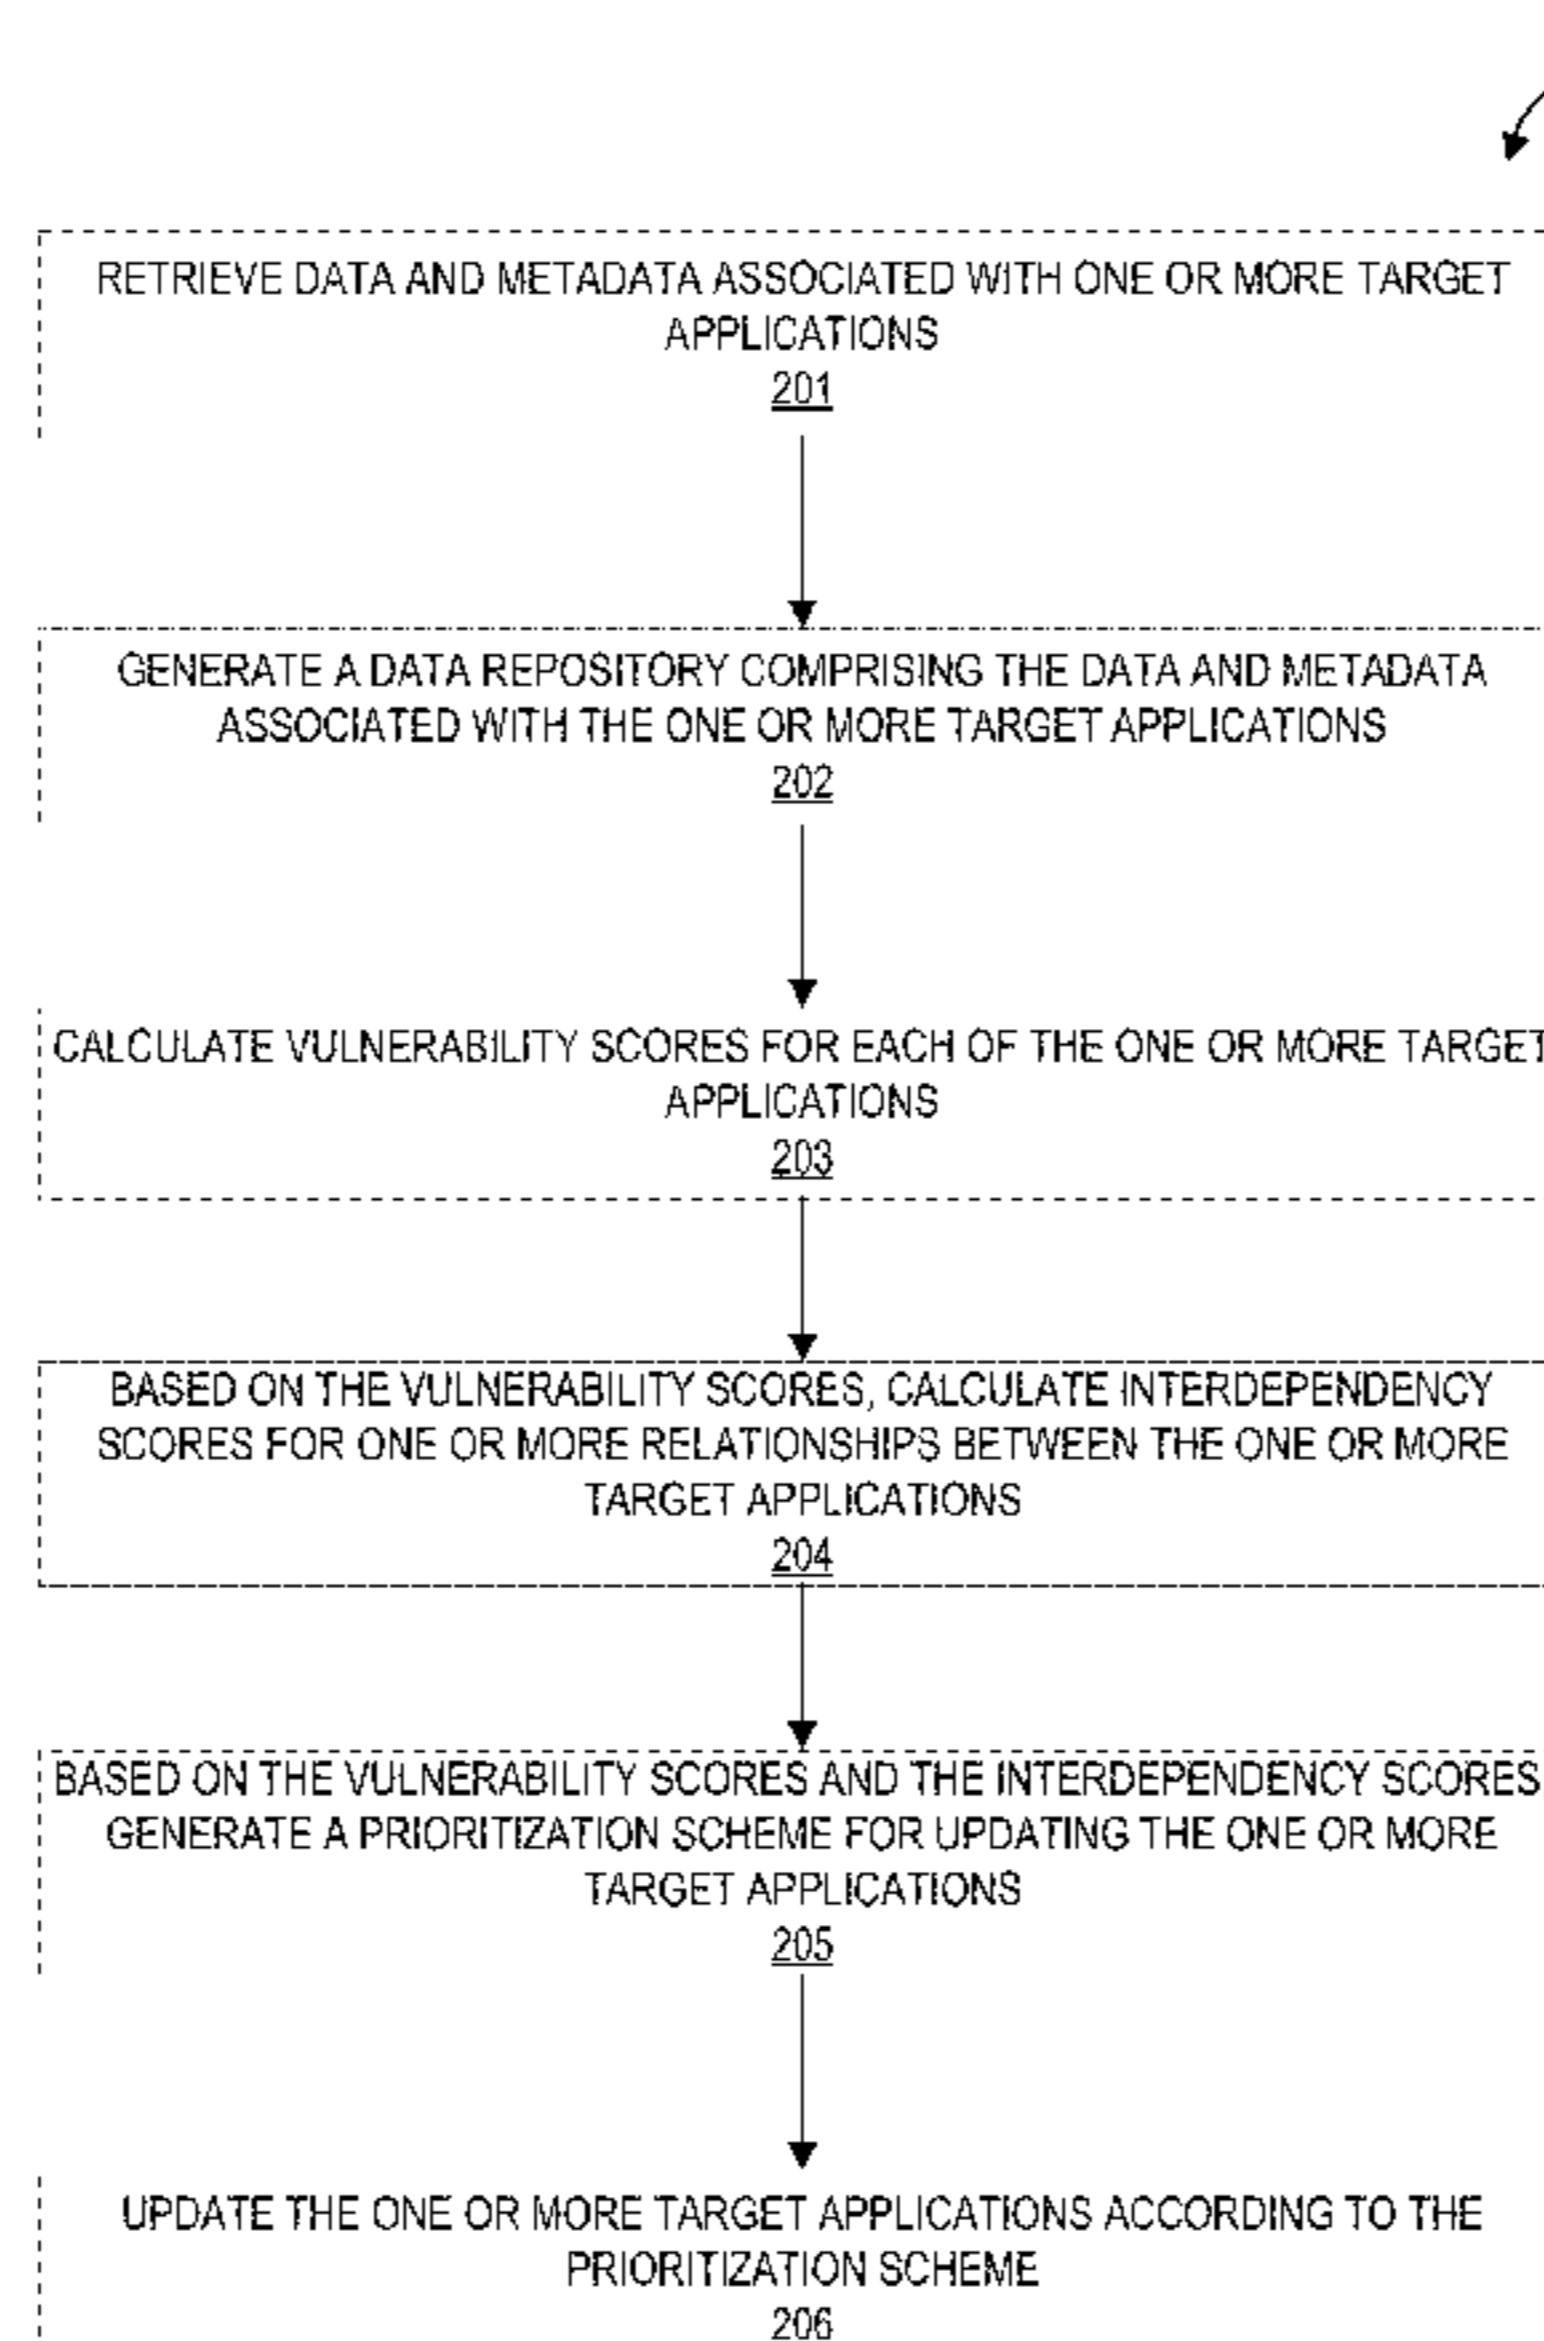 RETRIEVE DATA AND METADATA ASSOCIATED WITH ONE OR MORE TARGET
APPLICATIONS
201
GENERATE A DATA REPOSITORY COMPRISING THE DATA AND METADATA
ASSOCIATED WITH THE ONE OR MORE TARGET APPLICATIONS
202
CALCULATE VULNERABILITY SCORES FOR EACH OF THE ONE OR MORE TARGET
APPLICATIONS
203
BASED ON THE VULNERABILITY SCORES, CALCULATE INTERDEPENDENCY
SCORES FOR ONE OR MORE RELATIONSHIPS BETWEEN THE ONE OR MORE
TARGET APPLICATIONS
204
BASED ON THE VULNERABILITY SCORES AND THE INTERDEPENDENCY SCORES,
GENERATE A PRIORITIZATION SCHEME FOR UPDATING THE ONE OR MORE
TARGET APPLICATIONS
205
UPDATE THE ONE OR MORE TARGET APPLICATIONS ACCORDING TO THE
PRIORITIZATION SCHEME
206